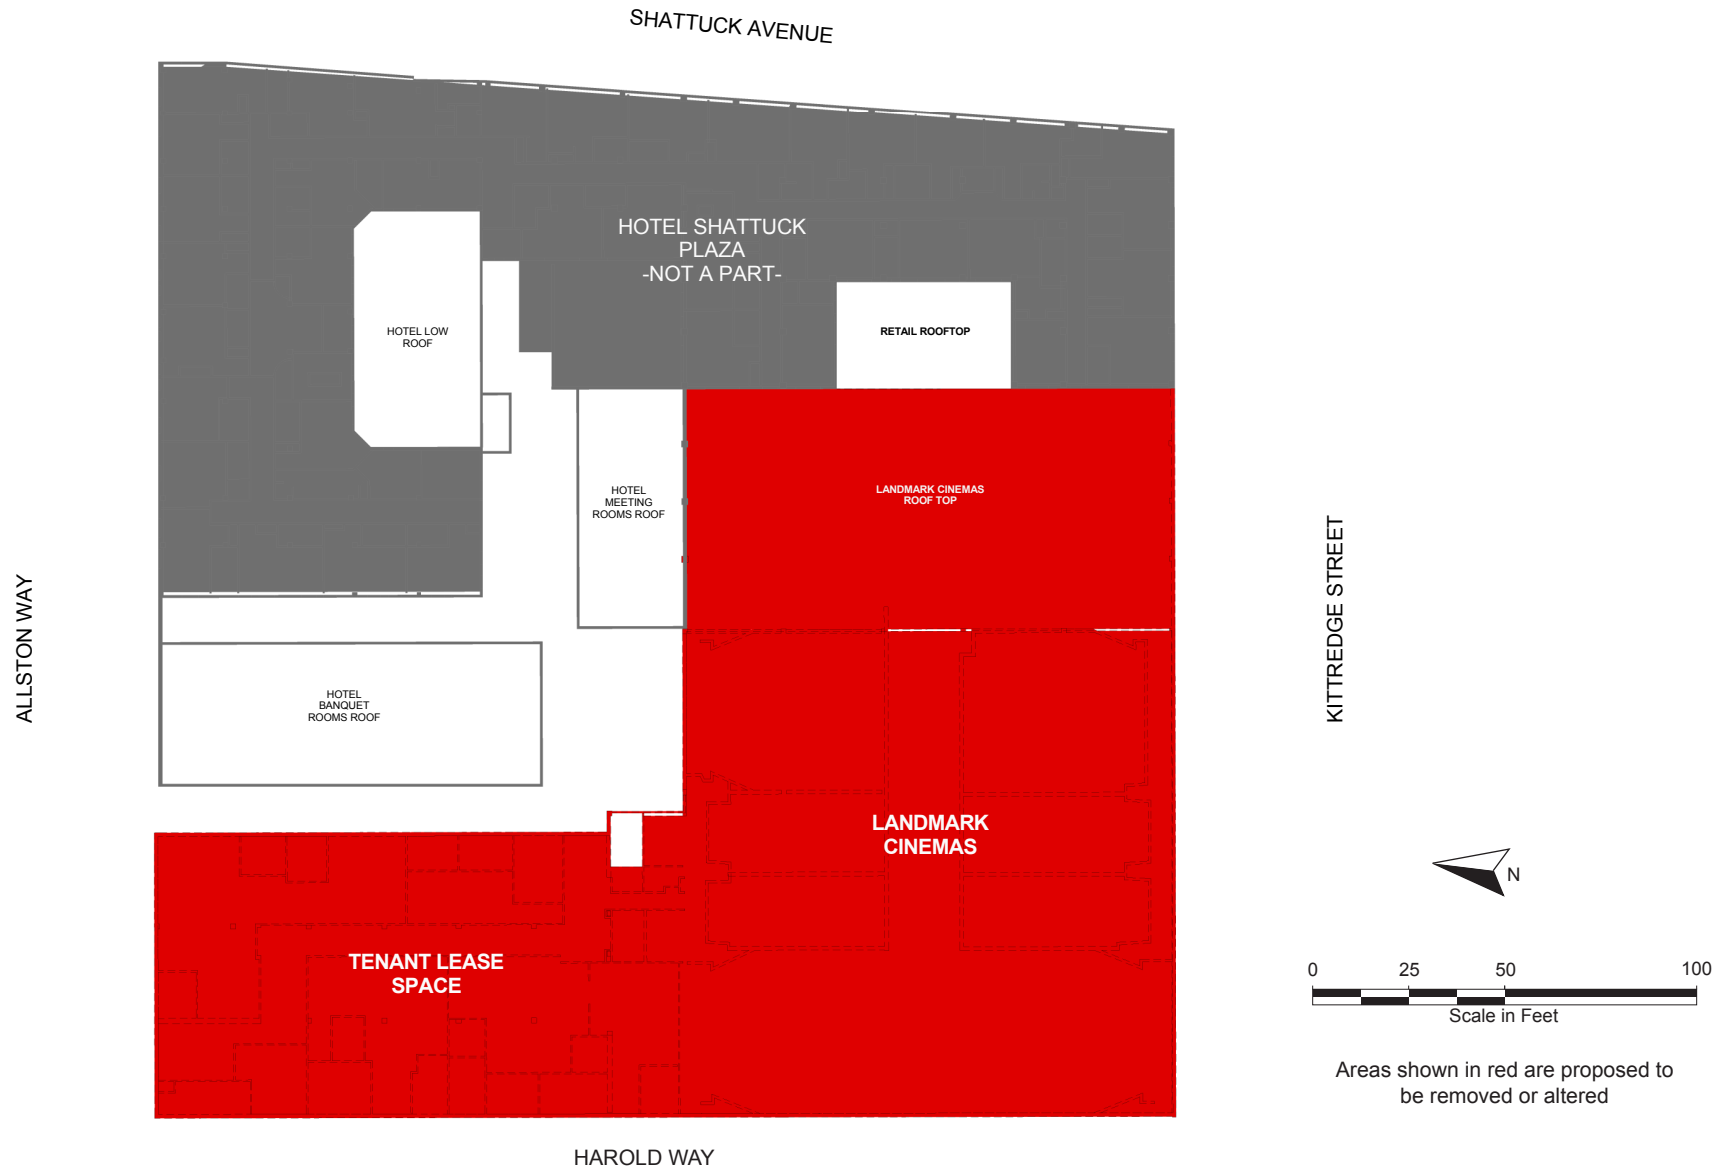 SHATTUCK AVENUE
HOTEL SHATTUCK
PLAZA
-NOT A PART-
HOTEL LOW
ROOF
RETAIL ROOFTOP
HOTEL
MEETING
ROOMS ROOF
LANDMARK CINEMAS
ROOF TOP
ALLSTON WAY
KITTREDGE STREET
HOTEL
BANQUET
ROOMS ROOF
LANDMARK
CINEMAS
TENANT LEASE
SPACE
N
0 25 50 100
Scale in Feet
Areas shown in red are proposed to
be removed or altered
HAROLD WAY